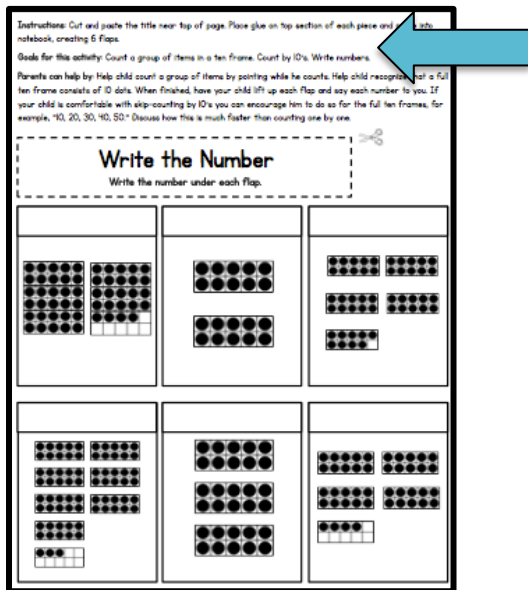 Instructions: Cut and paste the title near top of page. Place glue on top section of each piece and into
notebook, creating 6 flaps.
Goals for this activity: Count a group of items in a ten frame. Count by 10's. Write numbers.
Parents can help by: Help child count a group of items by pointing while he counts. Help child recognize that a full
ten frame consists of 10 dots. When finished, have your child lift up each flap and say each number to you. If
your child is comfortable with skip-counting by 10's you can encourage him to do so for the full ten frames, for
example, "10, 20, 30, 40, 50." Discuss how this is much faster than counting one by one.
Write the Number
Write the number under each flap.